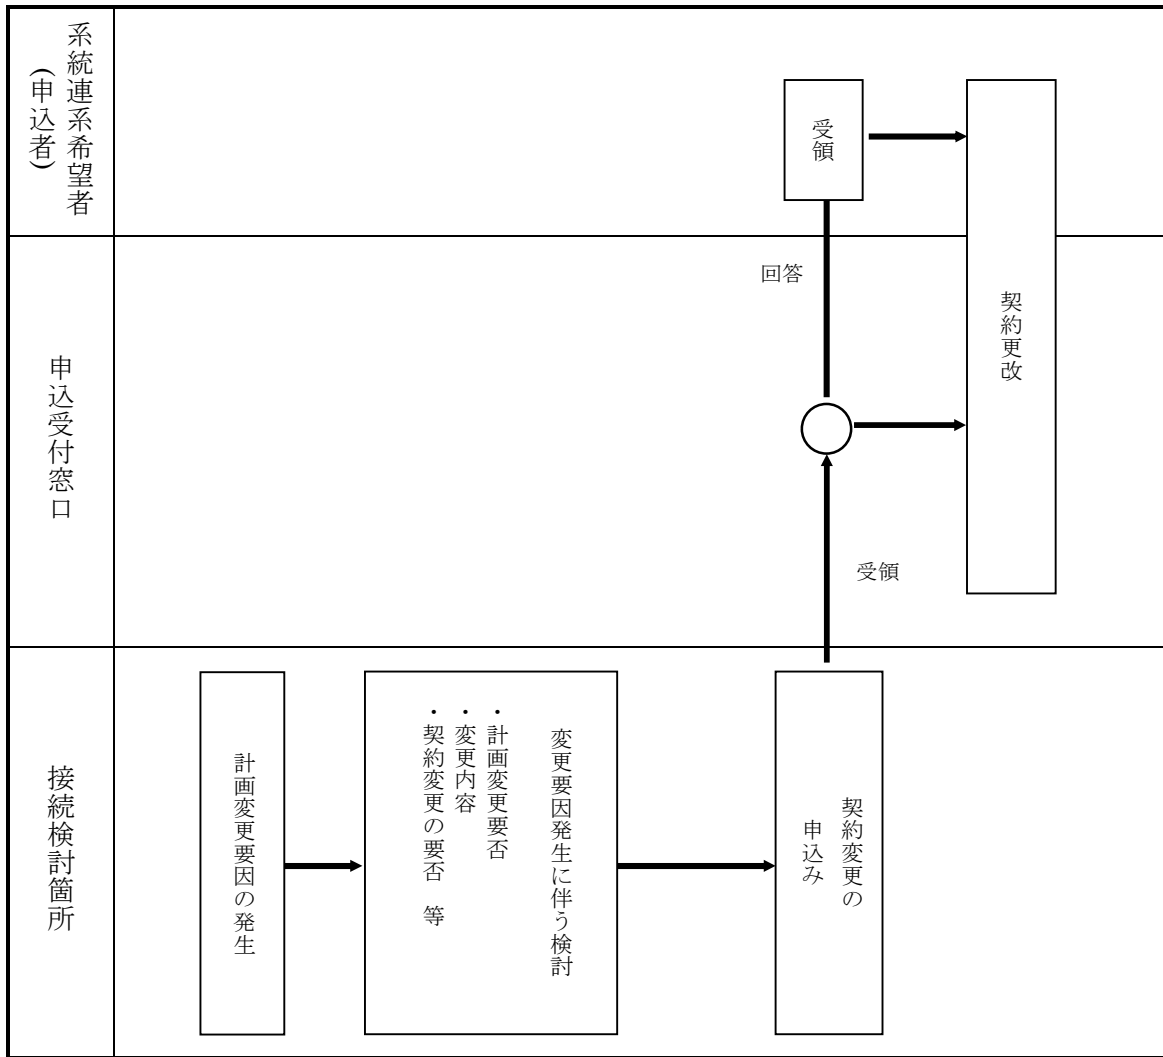 系統連系希望者
(申込者)
受領
回答
契約更改
申込受付窓口
受領
接続検討箇所
計画変更要因の発生
変更要因発生に伴う検討
・計画変更要否
・変更内容
・契約変更の要否 等
契約変更の
申込み